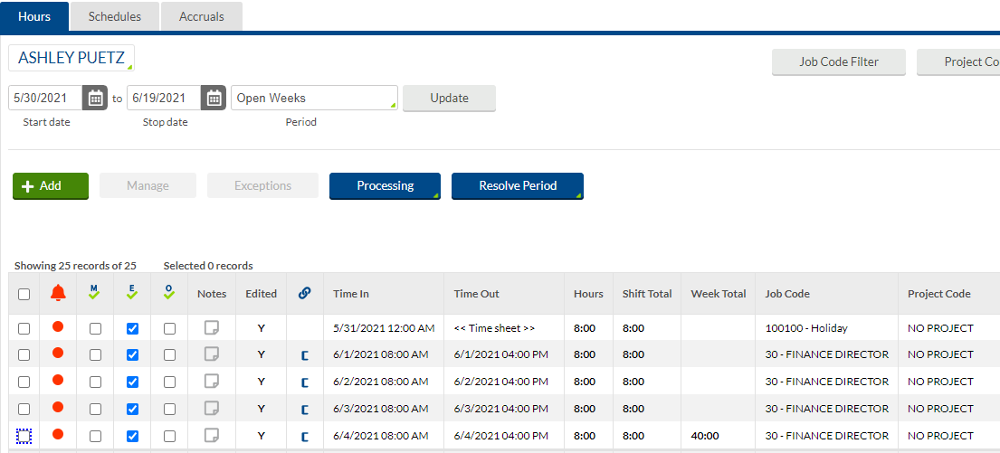 Hours Schedules Accruals
ASHLEY PUETZ Job Code Filter Project Co
5/30/2021 to 6/19/2021 Open Weeks Update
Start date Stop date Period
Add Manage Exceptions Processing Resolve Period
Showing 25 records of 25 Selected 0 records
M E O Notes Edited Time In Time Out Hours Shift Total Week Total Job Code Project Code
Y 5/31/2021 12:00 AM << Time sheet >> 8:00 8:00 100100 - Holiday NO PROJECT
Y 6/1/2021 08:00 AM 6/1/2021 04:00 PM 8:00 8:00 30 - FINANCE DIRECTOR NO PROJECT
Y 6/2/2021 08:00 AM 6/2/2021 04:00 PM 8:00 8:00 30 - FINANCE DIRECTOR NO PROJECT
Y 6/3/2021 08:00 AM 6/3/2021 04:00 PM 8:00 8:00 30 - FINANCE DIRECTOR NO PROJECT
Y 6/4/2021 08:00 AM 6/4/2021 04:00 PM 8:00 8:00 40:00 30 - FINANCE DIRECTOR NO PROJECT